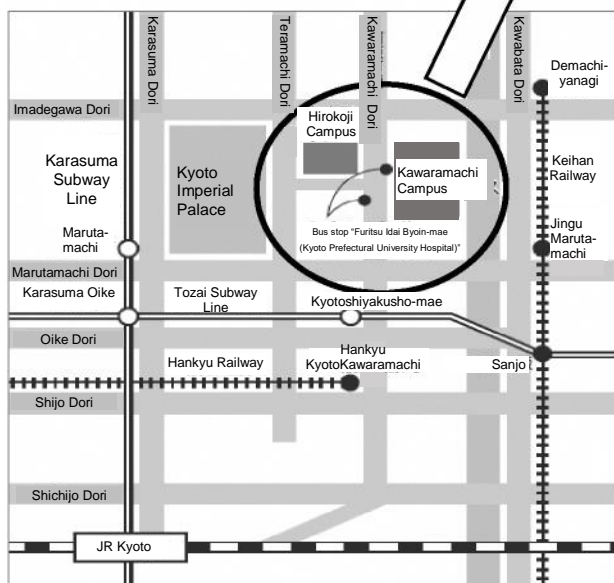 Karasuma Dori
Teramachi Dori
Kawaramachi Dori
Kawabata Dori
Demachi-
yanagi
Imadegawa Dori
Hirokoji
Campus
Karasuma
Subway
Line
Kyoto
Imperial
Palace
Kawaramachi
Campus
Keihan
Railway
Maruta-
machi
Bus stop “Furitsu Idai Byoin-mae
(Kyoto Prefectural University Hospital)”
Jingu
Maruta-
machi
Marutamachi Dori
Karasuma Oike
Tozai Subway
Line
Kyotoshiyakusho-mae
Oike Dori
Hankyu Railway
Hankyu
KyotoKawaramachi
Sanjo
Shijo Dori
Shichijo Dori
JR Kyoto